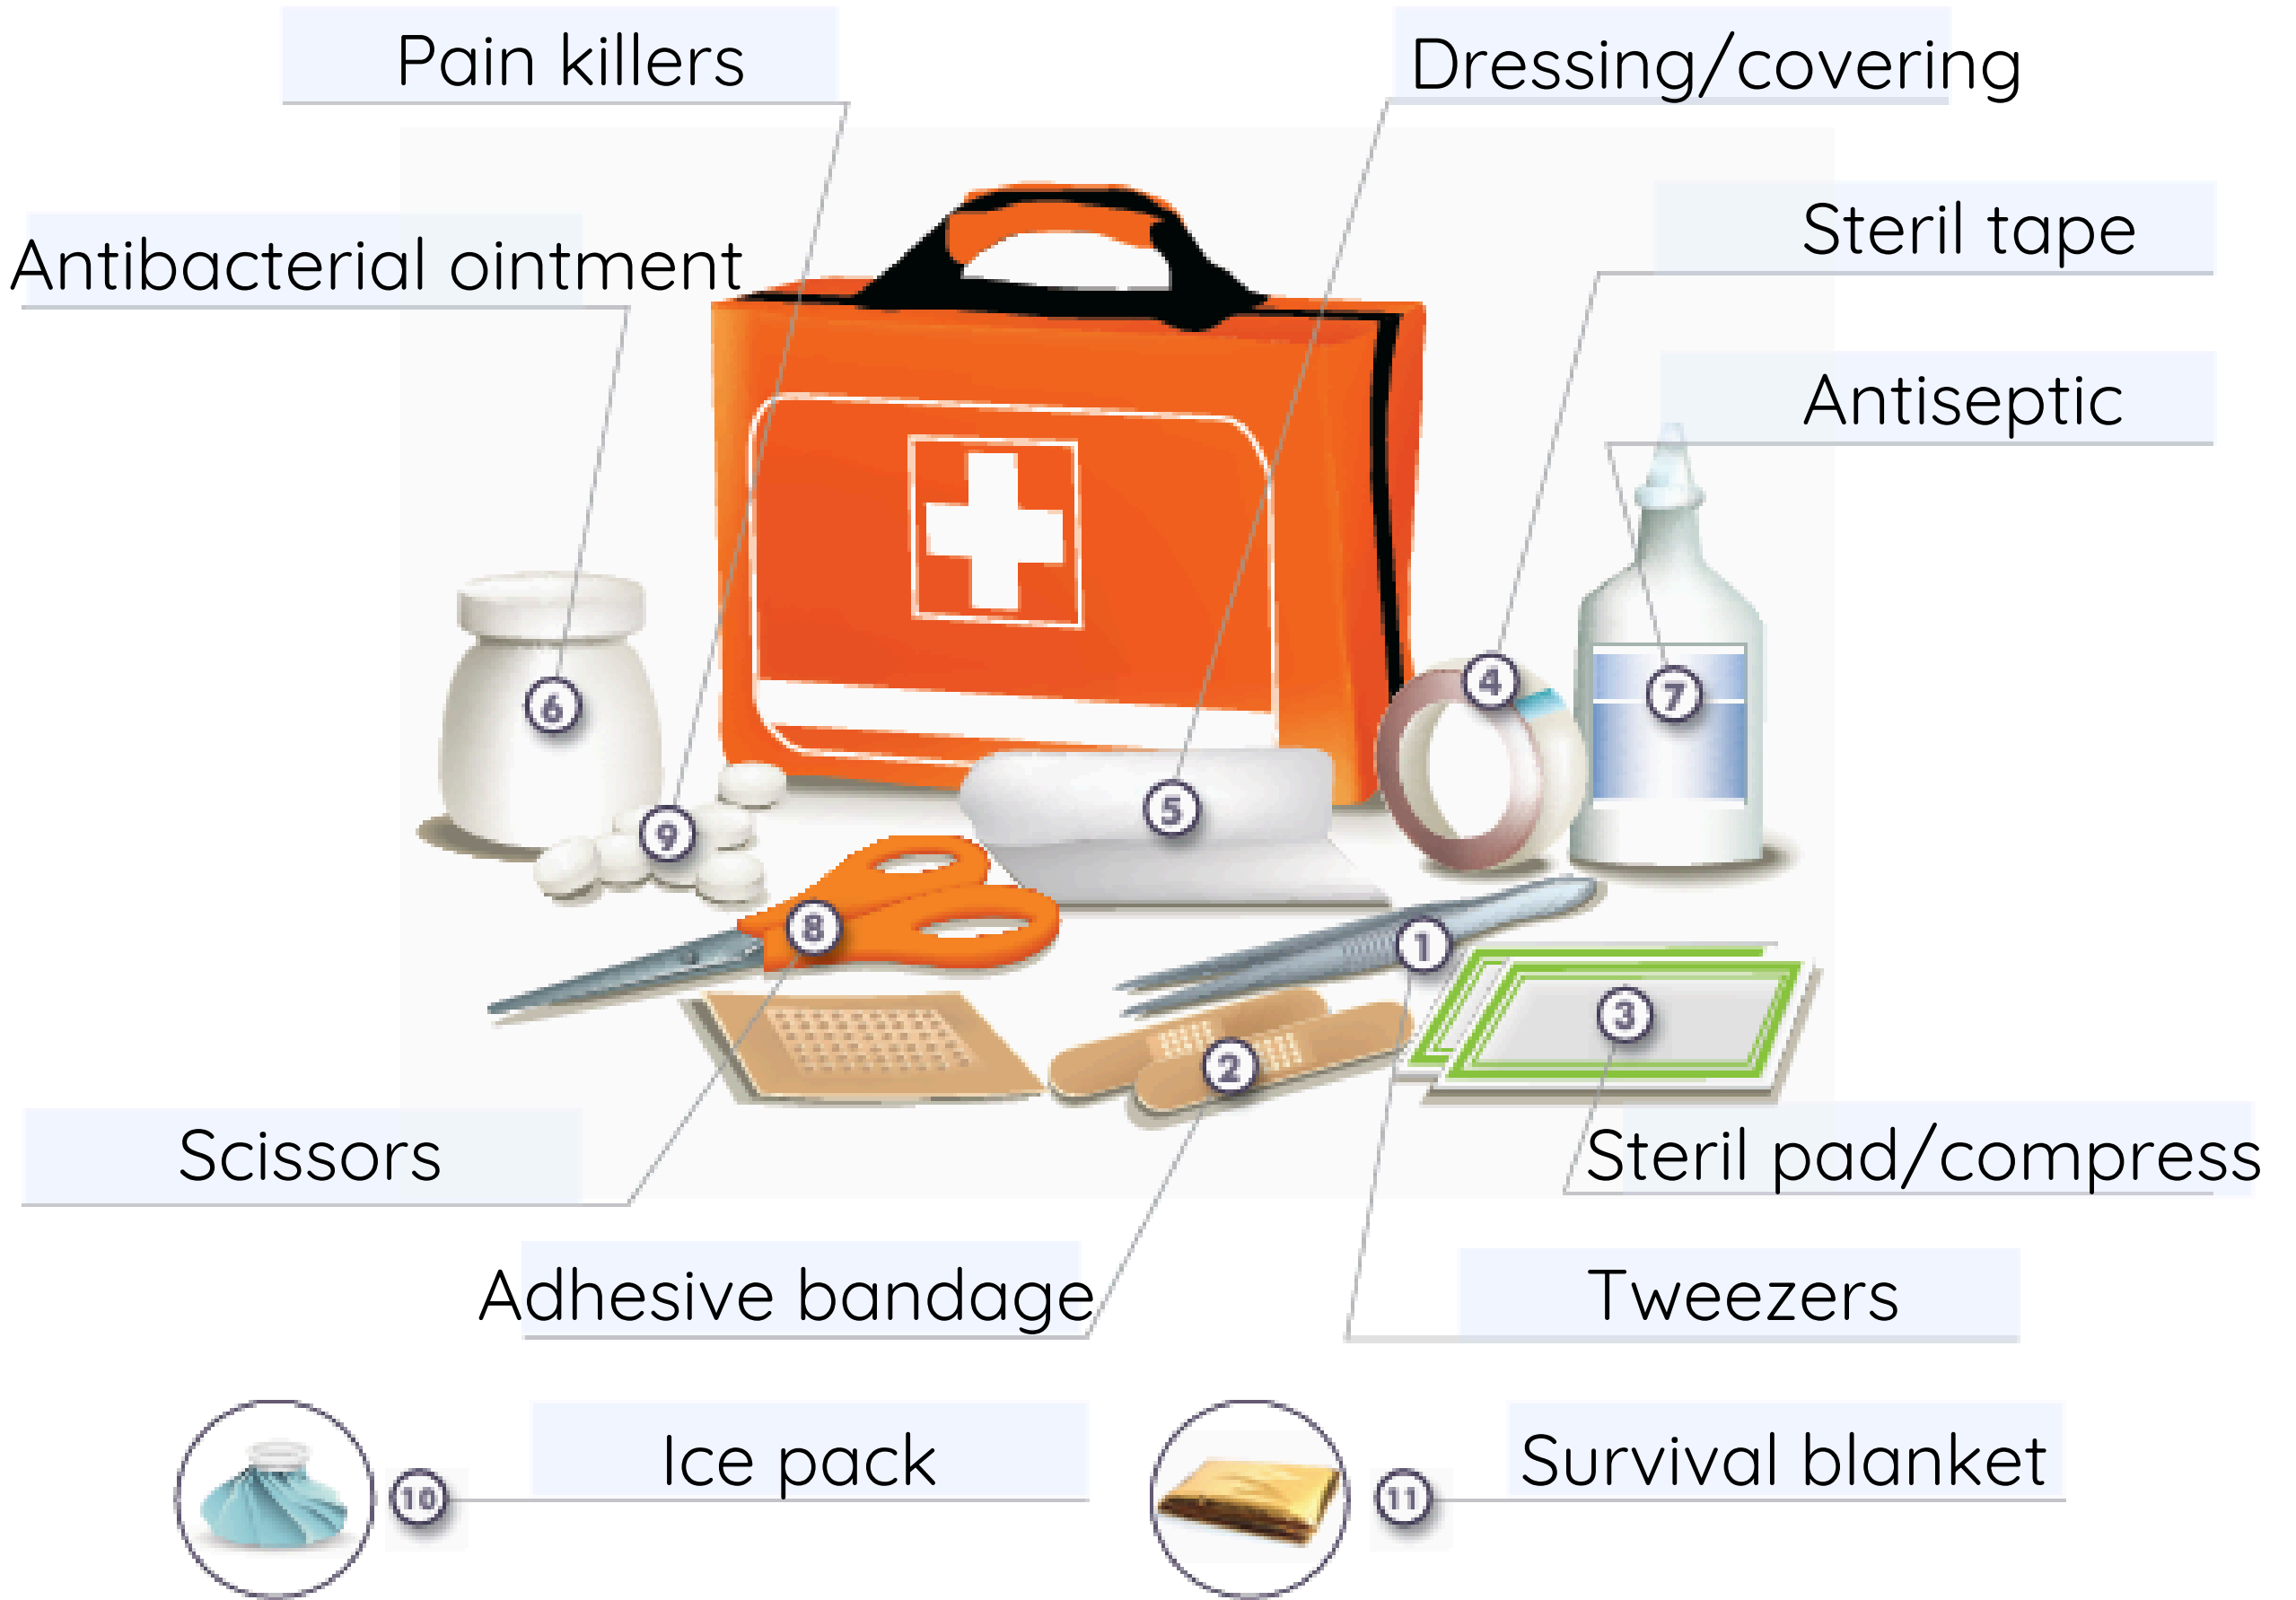 Pain killers
Dressing/covering
Antibacterial ointment
Steril tape
Antiseptic
4
7
6
5
9
8
1
3
2
Scissors
Steril pad/compress
Adhesive bandage
Tweezers
10 Ice pack
11 Survival blanket